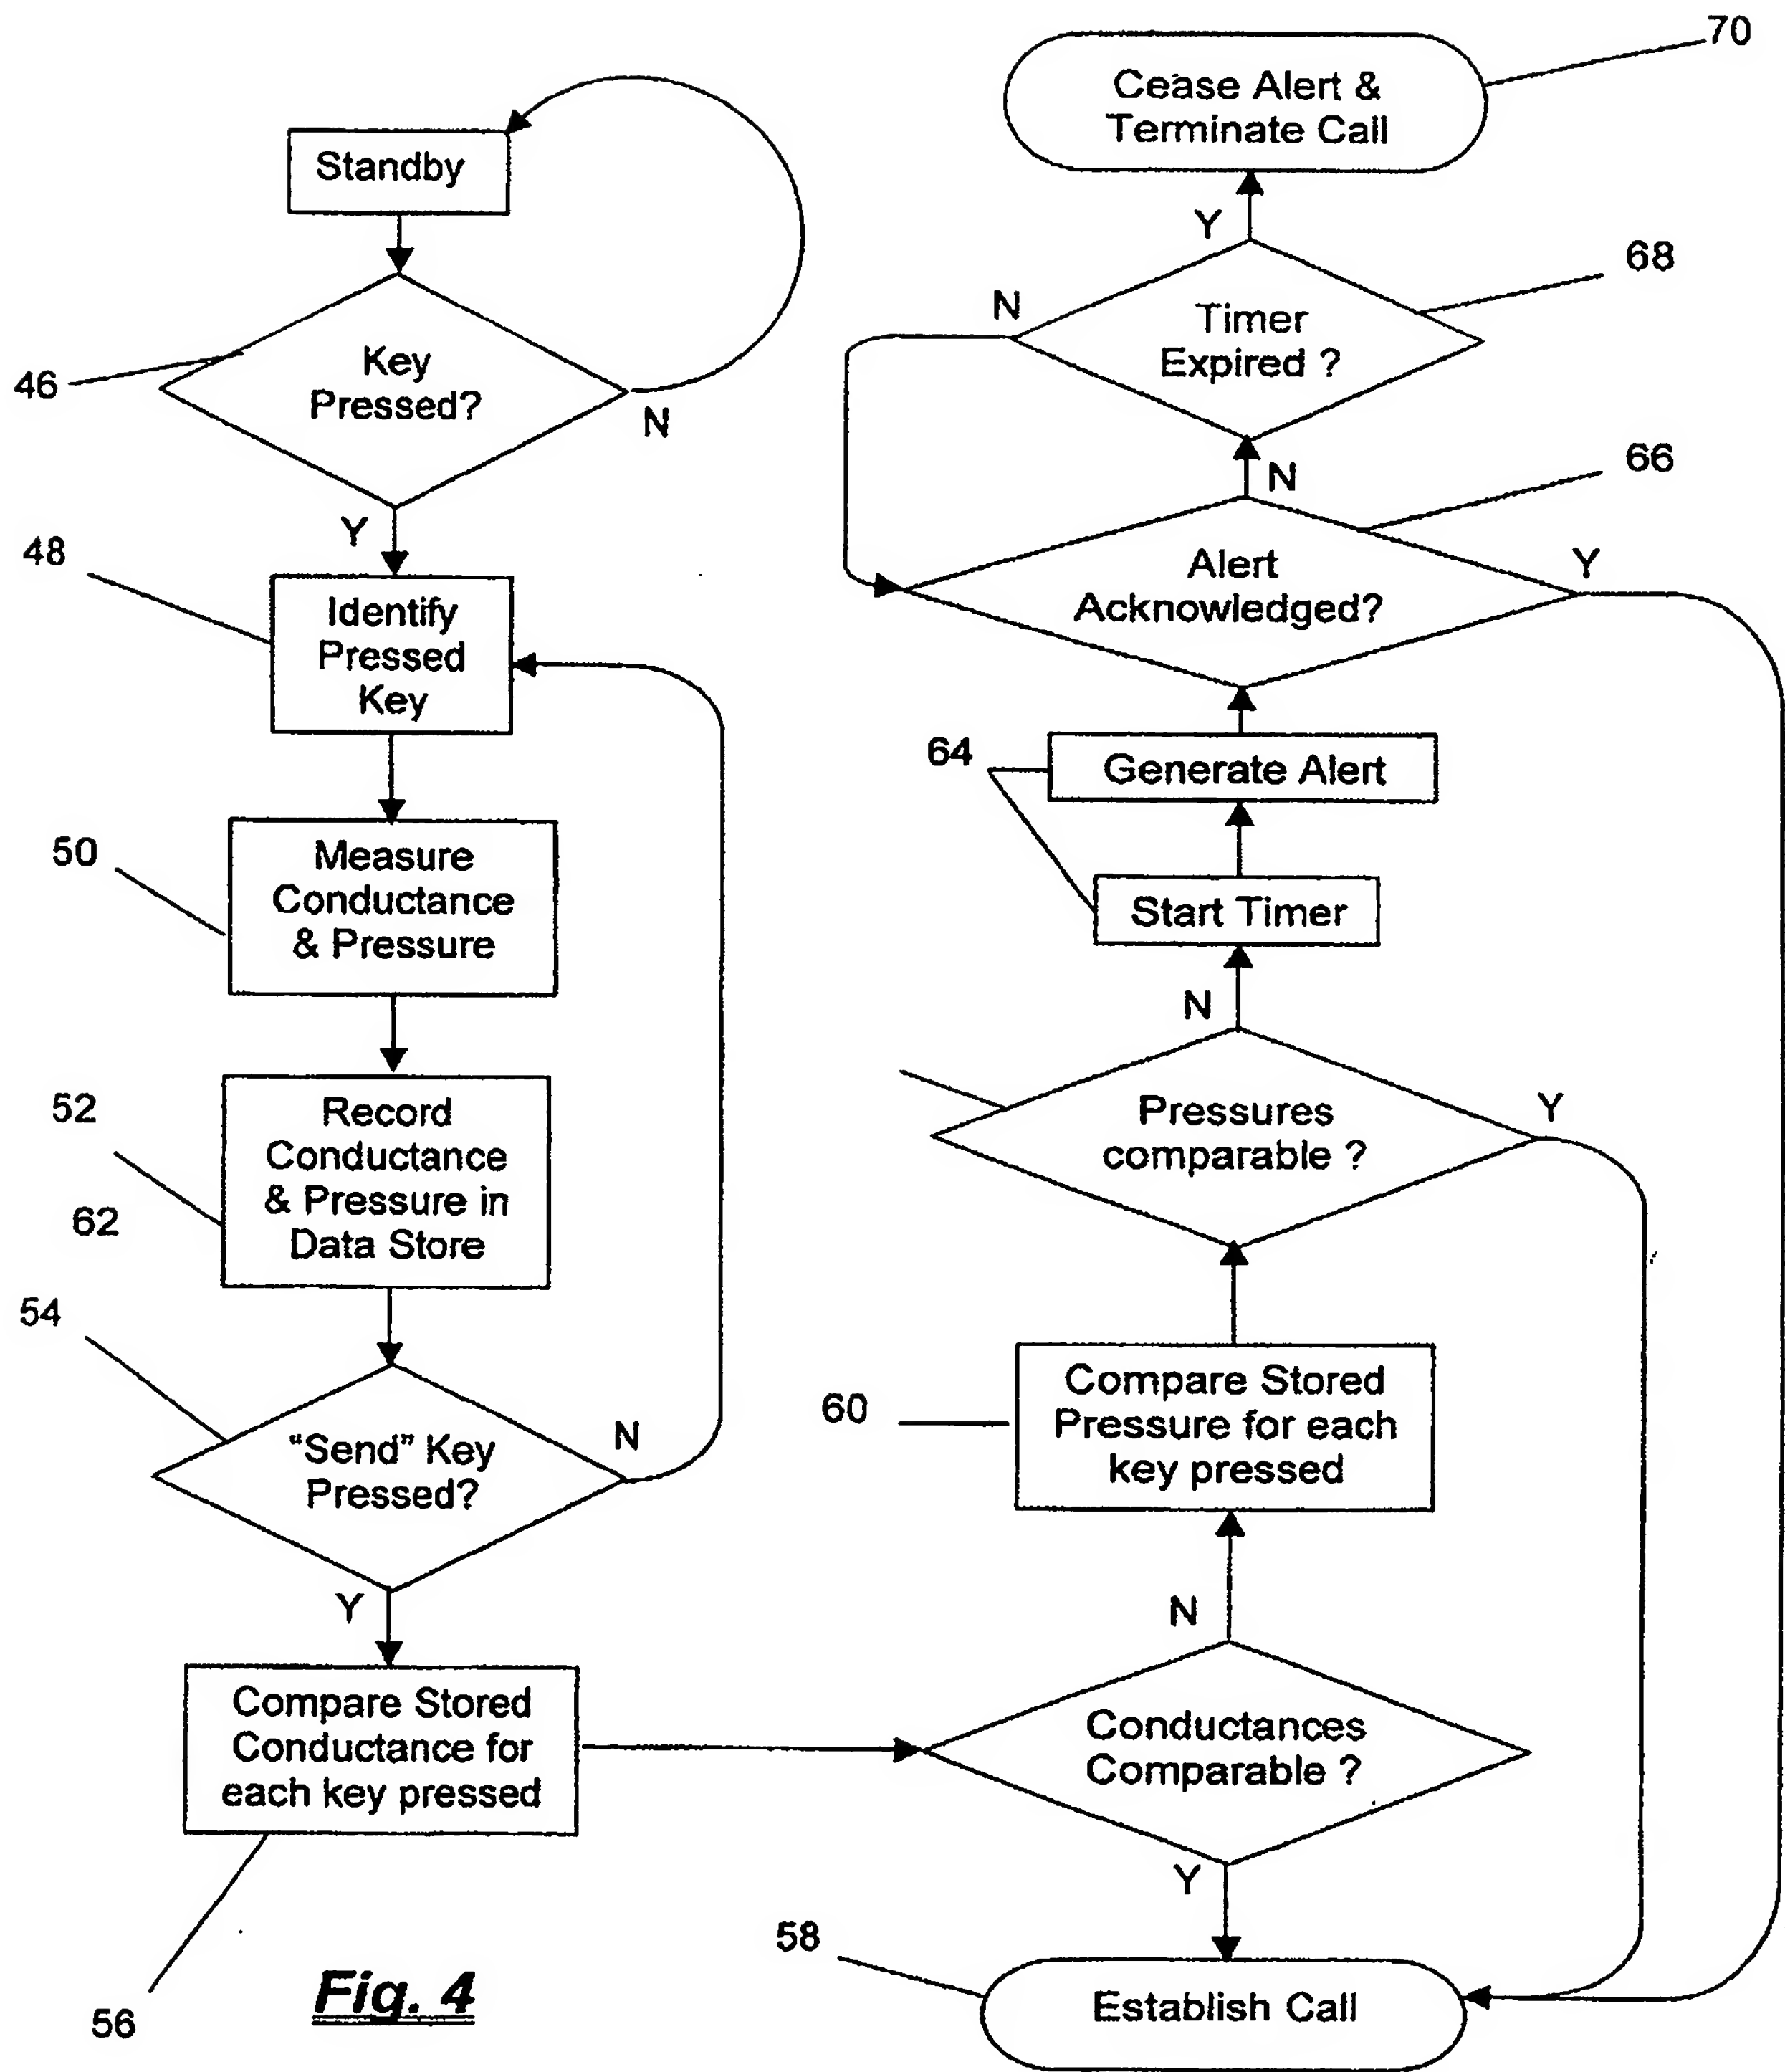 Standby
Key
Pressed?
N
46
Y
48
Identify
Pressed
Key
50
Measure
Conductance
& Pressure
52
Record
Conductance
& Pressure in
Data Store
62
54
"Send" Key
Pressed?
N
Y
Compare Stored
Conductance for
each key pressed
56
Fig. 4
70
Cease Alert &
Terminate Call
Y
68
N
Timer
Expired ?
66
N
Alert
Acknowledged?
Y
64
Generate Alert
Start Timer
N
Pressures
comparable ?
Y
60
Compare Stored
Pressure for each
key pressed
N
Conductances
Comparable ?
Y
58
Establish Call